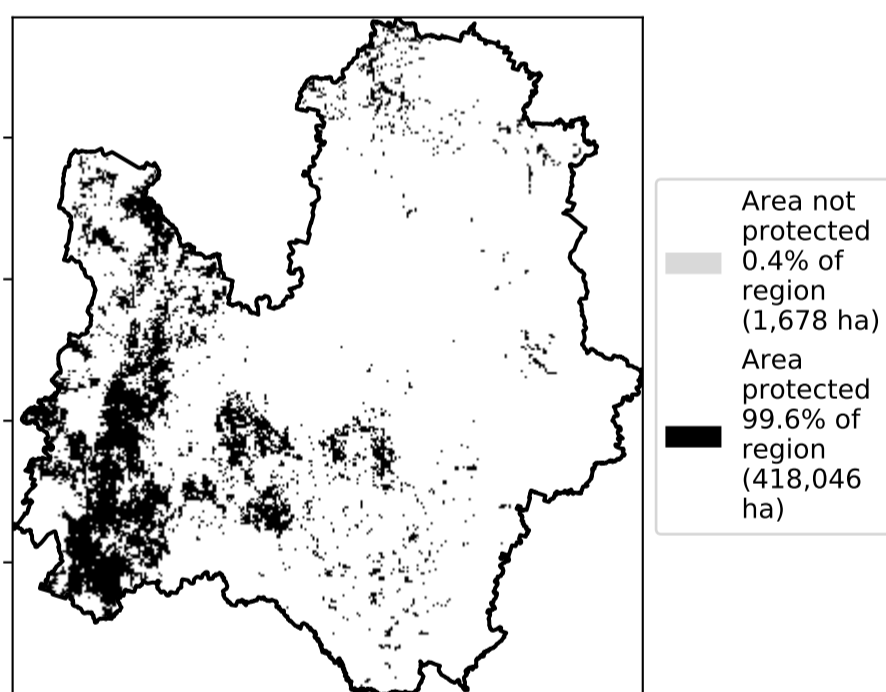 Area not
protected
0.4% of
region
(1,678 ha)
Area
protected
99.6% of
region
(418,046
ha)